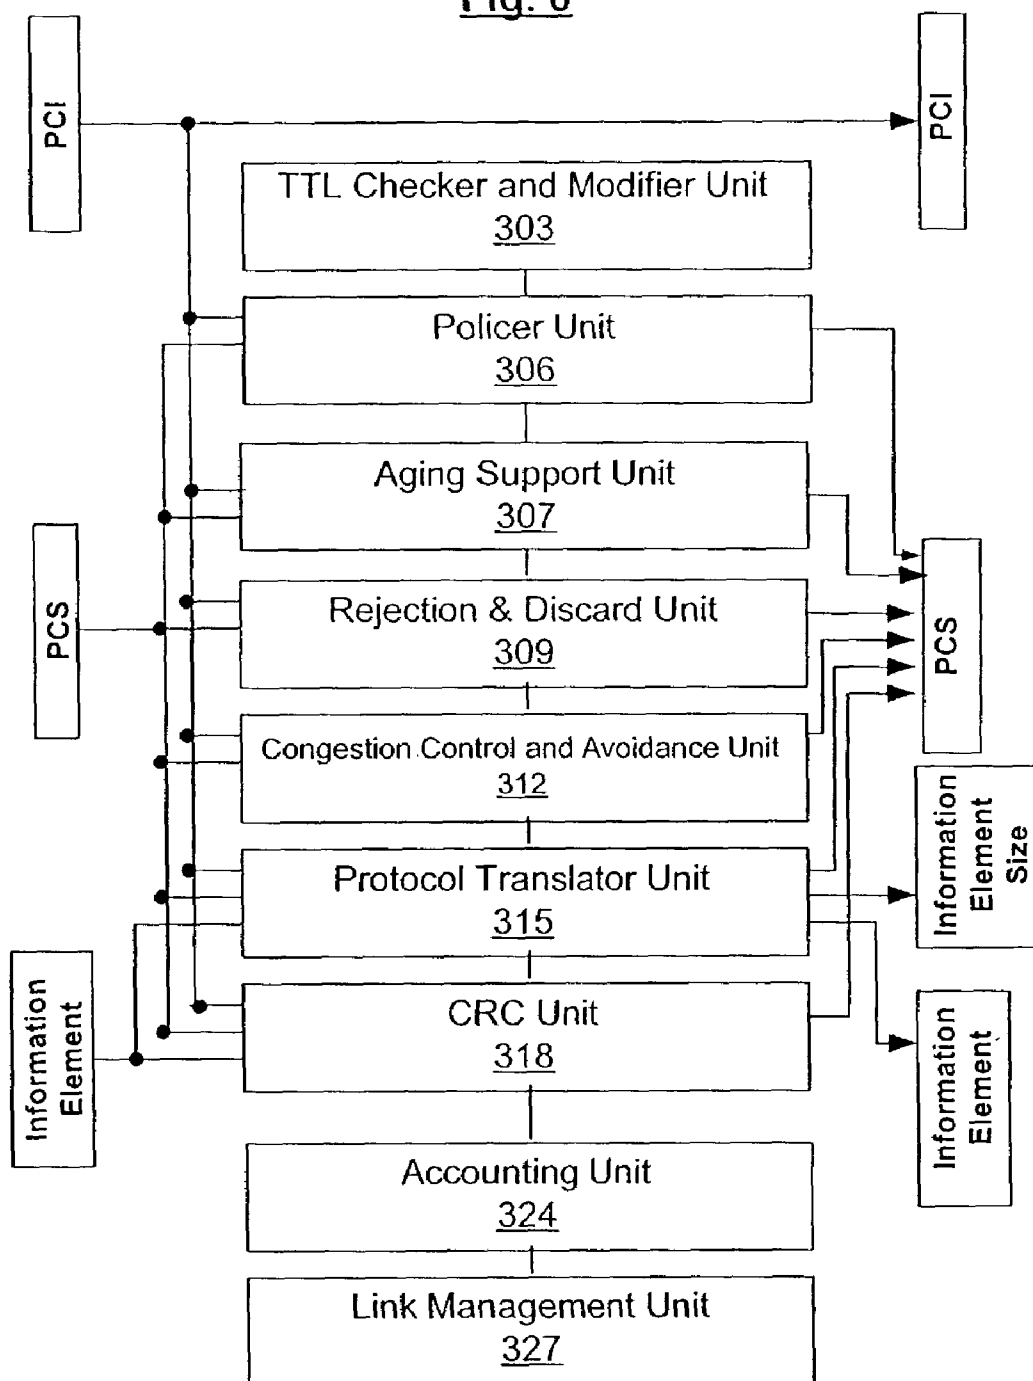 PCI
PCI
TTL Checker and Modifier Unit
303
Policer Unit
306
Aging Support Unit
307
PCS
Rejection & Discard Unit
309
PCS
Congestion Control and Avoidance Unit
312
Information
Element
Size
Protocol Translator Unit
315
Information
Element
CRC Unit
318
Information
Element
Accounting Unit
324
Link Management Unit
327